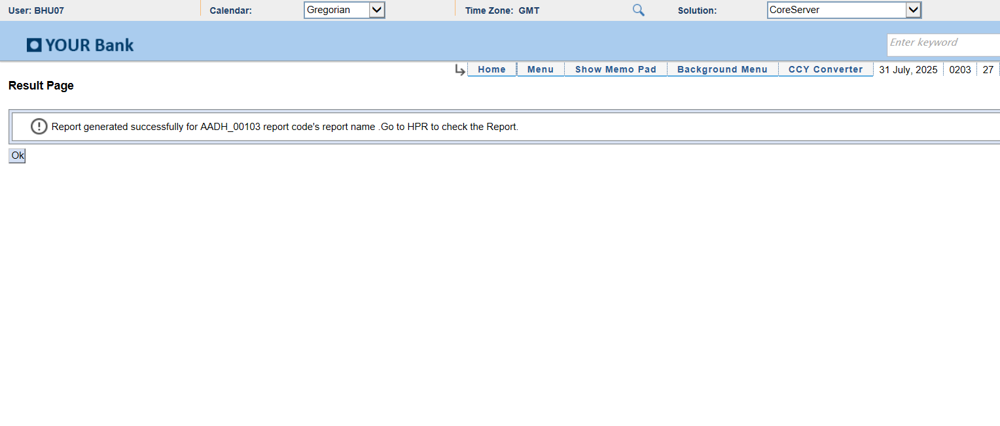 User: BHU07 Calendar: Gregorian Time Zone: GMT Solution: CoreServer
YOUR Bank Enter keyword
Home Menu Show Memo Pad Background Menu CCY Converter 31 July, 2025 0203 27
Result Page
Report generated successfully for AADH_00103 report code's report name .Go to HPR to check the Report.
Ok